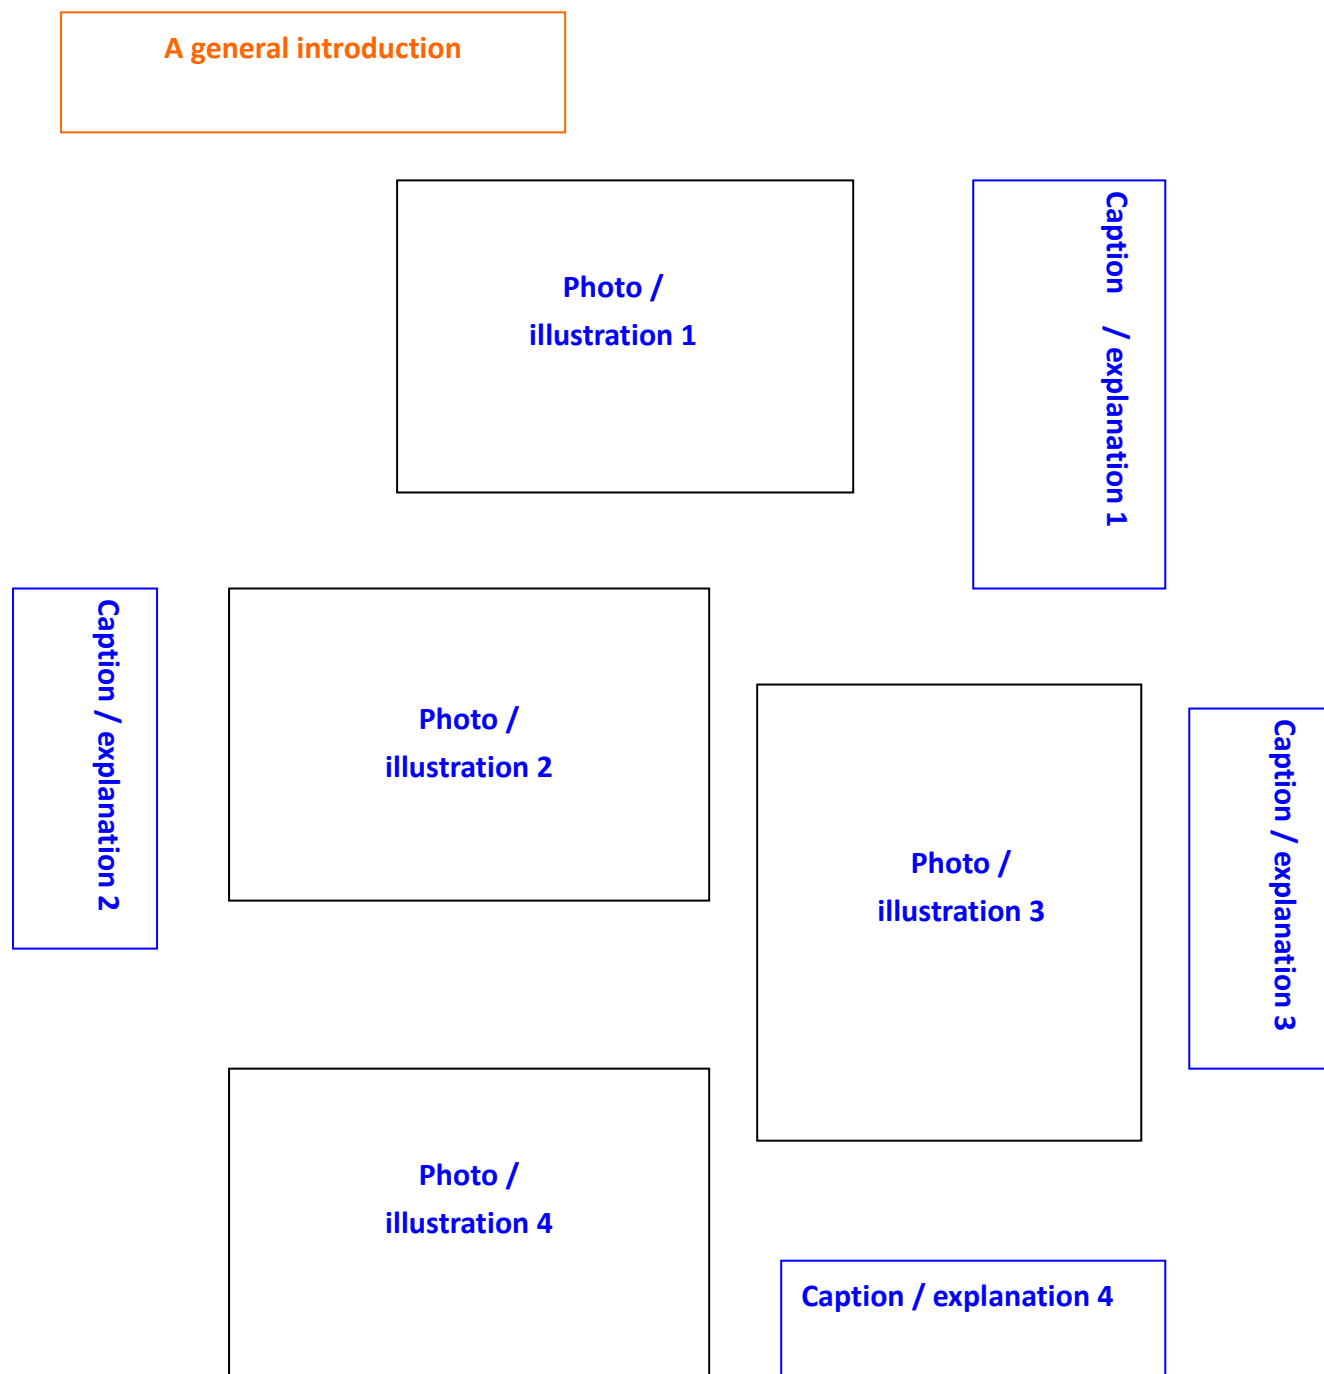 A general introduction
Photo /
illustration 1
Caption / explanation 1
Caption / explanation 2
Photo /
illustration 2
Photo /
illustration 3
Caption / explanation 3
Photo /
illustration 4
Caption / explanation 4